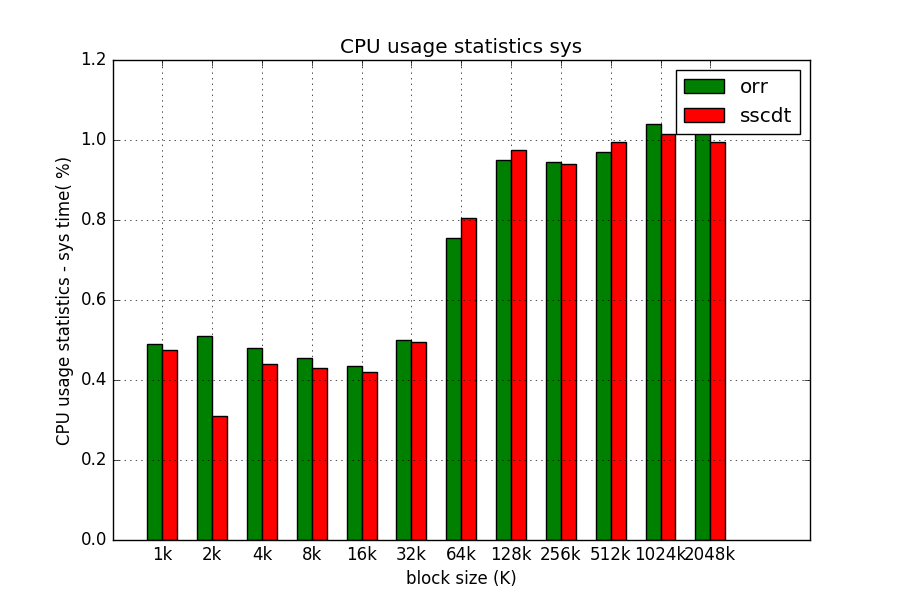 CPU usage statistics sys
orr
sscdt
CPU usage statistics - sys time( %)
1.2
1.0
0.8
0.6
0.4
0.2
0.0
1k 2k 4k 8k 16k 32k 64k 128k 256k 512k 1024k 2048k
block size (K)